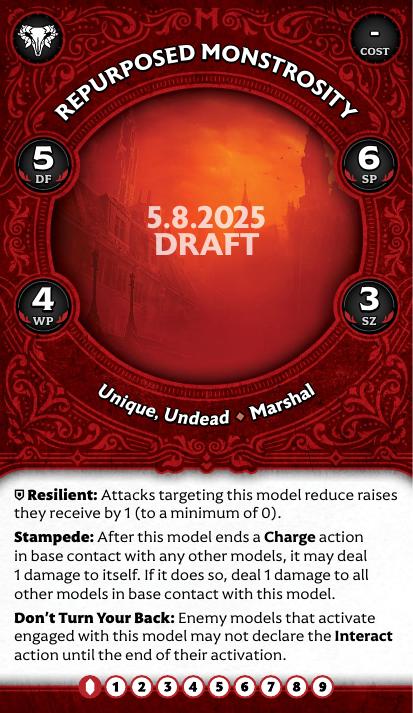 -
COST
REPURPOSED MONSTROSITY
5
DF
6
SP
5.8.2025
DRAFT
4
WP
3
SZ
Unique, Undead ◆ Marshal
Resilient: Attacks targeting this model reduce raises
they receive by 1 (to a minimum of 0).
Stampede: After this model ends a Charge action
in base contact with any other models, it may deal
1 damage to itself. If it does so, deal 1 damage to all
other models in base contact with this model.
Don’t Turn Your Back: Enemy models that activate
engaged with this model may not declare the Interact
action until the end of their activation.
1 2 3 4 5 6 7 8 9